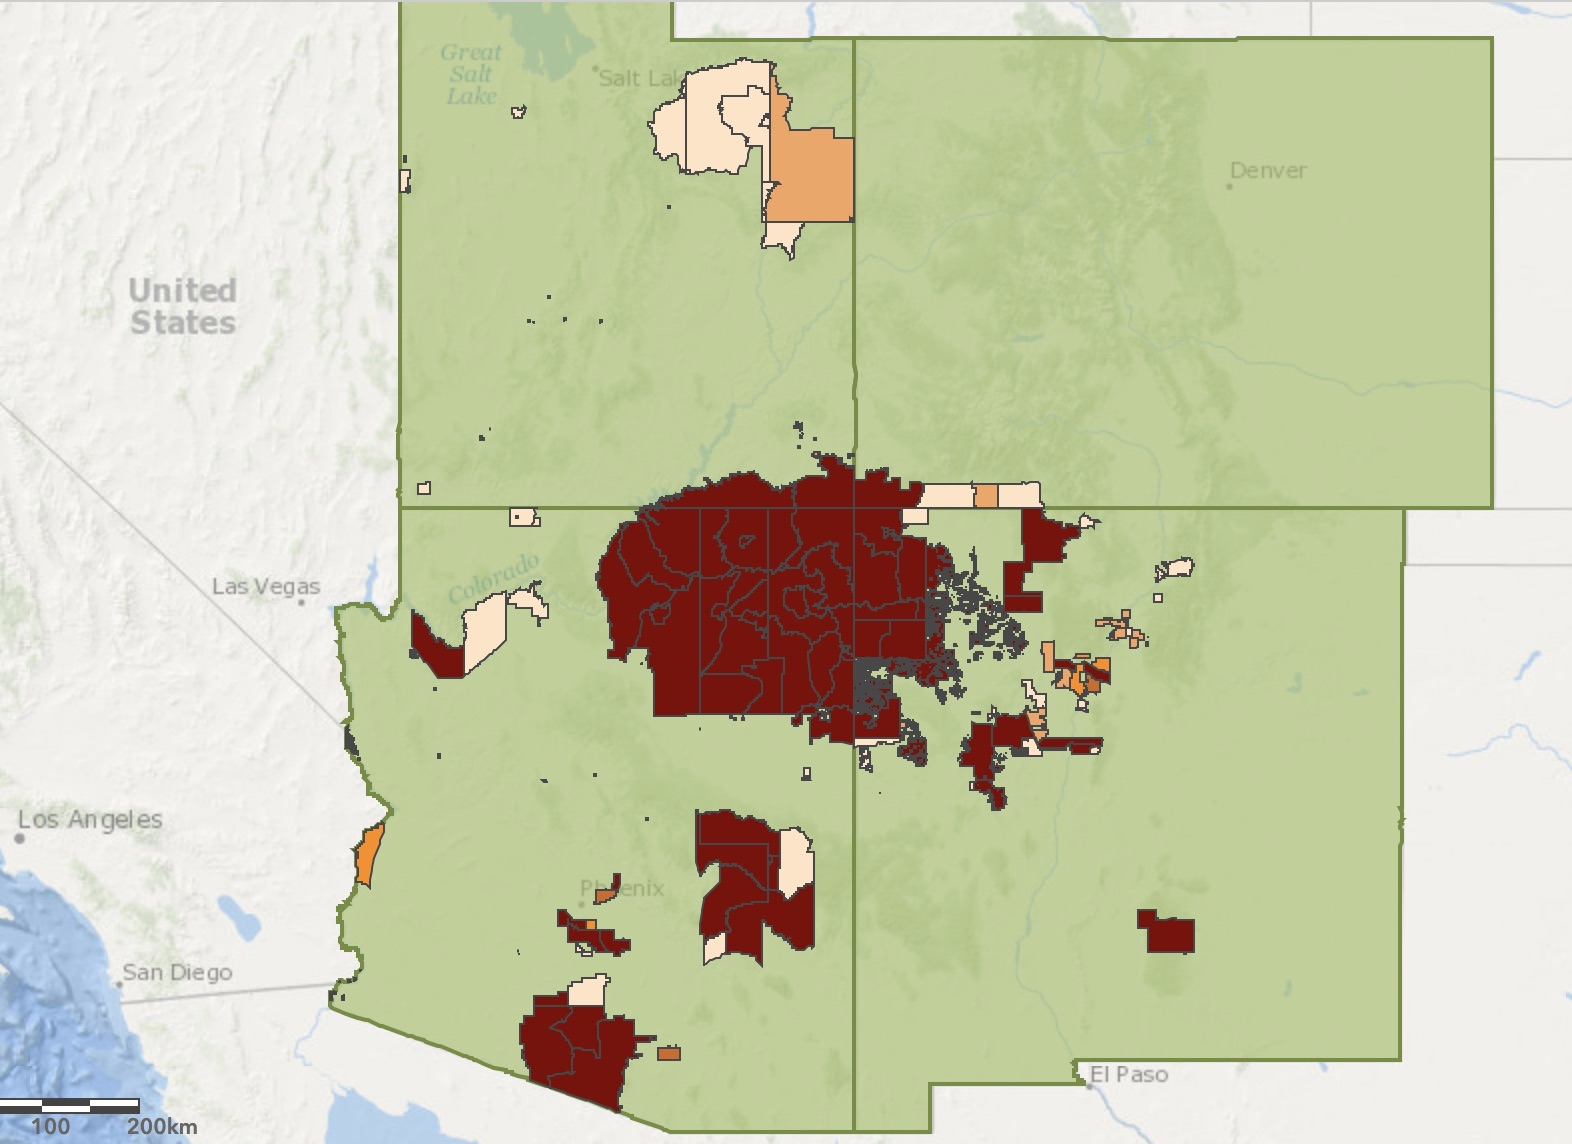 Great
Salt
Lake
Salt Lak
Denver
United
States
Las Vegas
Colorado
Los Angeles
Phoenix
San Diego
El Paso
100 200km